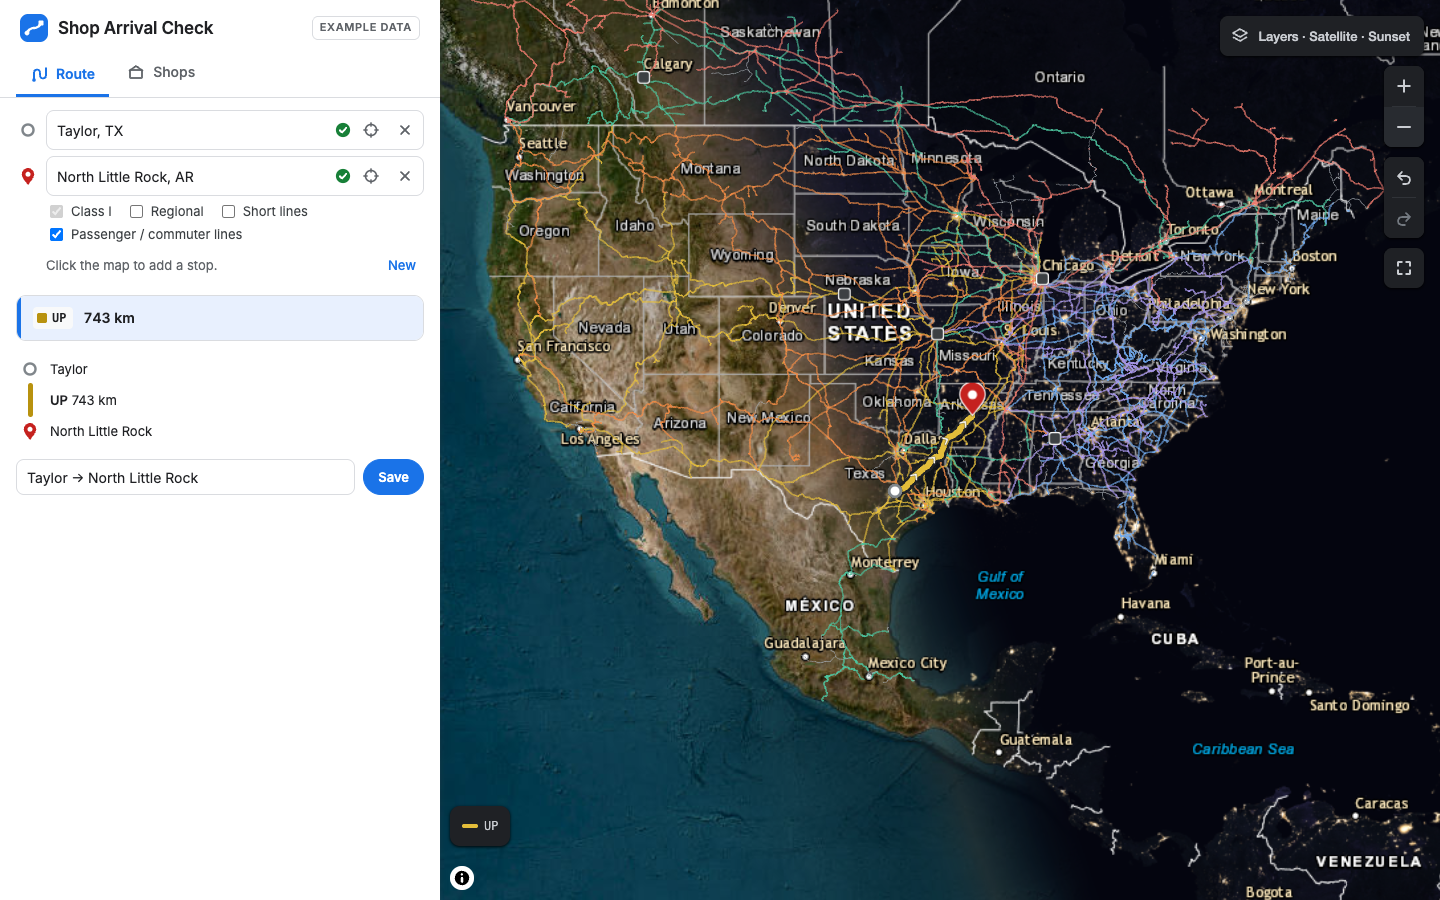 Shop Arrival Check
EXAMPLE DATA
Route
Shops
Taylor, TX
North Little Rock, AR
Class I
Regional
Short lines
Passenger / commuter lines
Click the map to add a stop.
New
UP
743 km
Taylor
UP 743 km
North Little Rock
Taylor → North Little Rock
Save
Layers · Satellite · Sunset
Edmonton
Saskatchewan
Calgary
Ontario
Vancouver
Seattle
Washington
Montana
North Dakota
Minnesota
Ottawa
Montréal
Maine
Oregon
Idaho
South Dakota
Wisconsin
Toronto
Wyoming
Chicago
Detroit
New York
Boston
Nebraska
Iowa
New York
Denver
UNITED
STATES
Illinois
Ohio
Philadelphia
Nevada
Utah
Colorado
St. Louis
Washington
San Francisco
Kansas
Missouri
Kentucky
Virginia
California
Arizona
New Mexico
Oklahoma
Arkansas
Tennessee
North
Carolina
Los Angeles
Dallas
Atlanta
Texas
Georgia
Houston
Monterrey
Miami
Gulf of
Mexico
MÉXICO
Havana
CUBA
Guadalajara
Mexico City
Port-au-
Prince
Santo Domingo
Guatemala
Caribbean Sea
UP
Caracas
VENEZUELA
Bogota